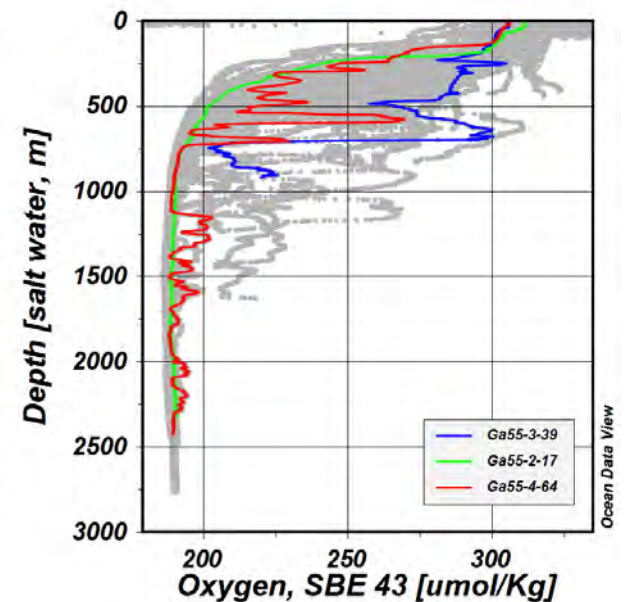 0
500
1000
1500
2000
2500
3000
Depth [salt water, m]
200
250
300
Oxygen, SBE 43 [umol/Kg]
Ga55-3-39
Ga55-2-17
Ga55-4-64
Ocean Data View